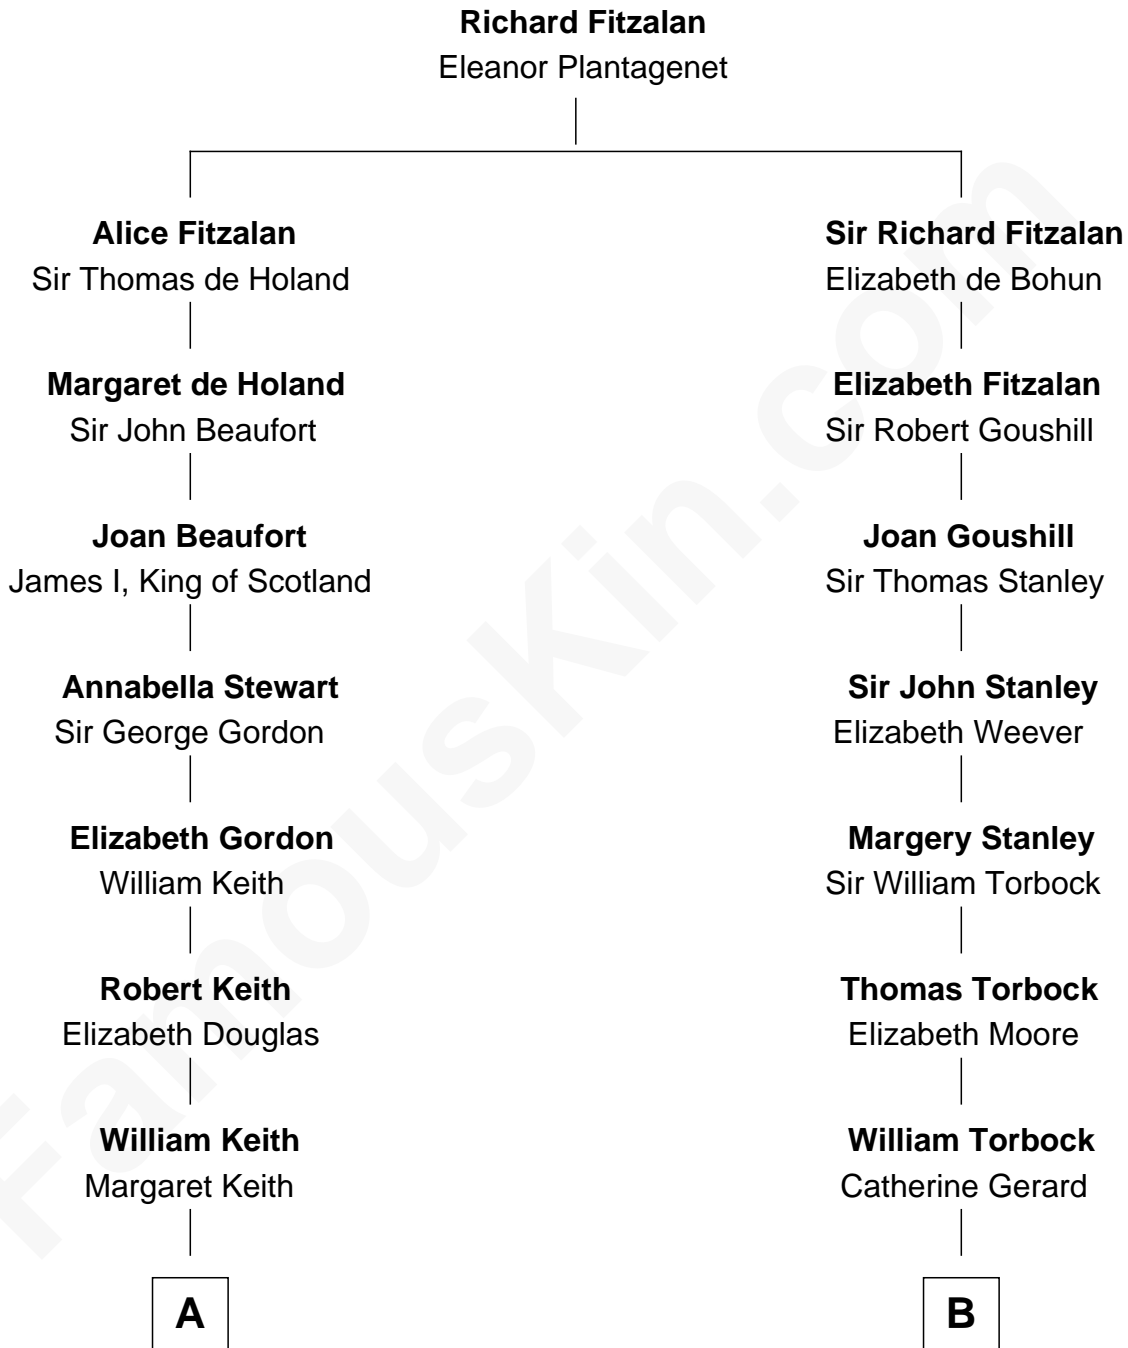 Richard Fitzalan
Eleanor Plantagenet
Alice Fitzalan
Sir Thomas de Holand
Margaret de Holand
Sir John Beaufort
Joan Beaufort
James I, King of Scotland
Annabella Stewart
Sir George Gordon
Elizabeth Gordon
William Keith
Robert Keith
Elizabeth Douglas
William Keith
Margaret Keith
A
Sir Richard Fitzalan
Elizabeth de Bohun
Elizabeth Fitzalan
Sir Robert Goushill
Joan Goushill
Sir Thomas Stanley
Sir John Stanley
Elizabeth Weever
Margery Stanley
Sir William Torbock
Thomas Torbock
Elizabeth Moore
William Torbock
Catherine Gerard
B
FamousKin.com